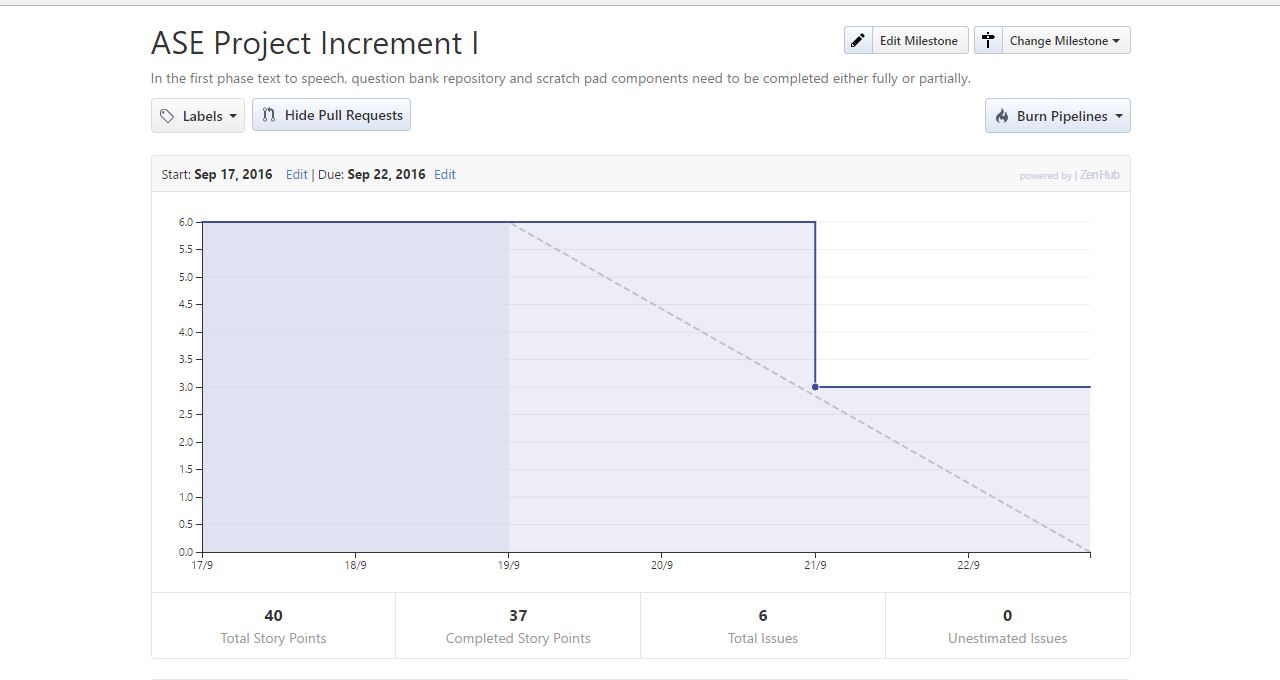 ASE Project Increment I
Edit Milestone
Change Milestone
In the first phase text to speech, question bank repository and scratch pad components need to be completed either fully or partially.
Labels
Hide Pull Requests
Burn Pipelines
Start: Sep 17, 2016 Edit | Due: Sep 22, 2016 Edit
powered by | ZenHub
6.0
5.5
5.0
4.5
4.0
3.5
3.0
2.5
2.0
1.5
1.0
0.5
0.0
17/9 18/9 19/9 20/9 21/9 22/9
40 37 6 0
Total Story Points Completed Story Points Total Issues Unestimated Issues